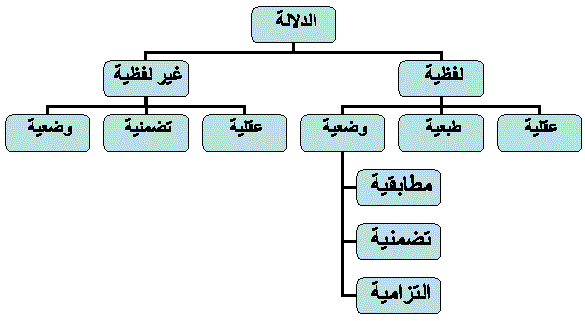 الدلالة
لفظية
غير لفظية
عقلية
طبعية
وضعية
عقلية
تضمنية
وضعية
مطابقية
تضمنية
التزامية